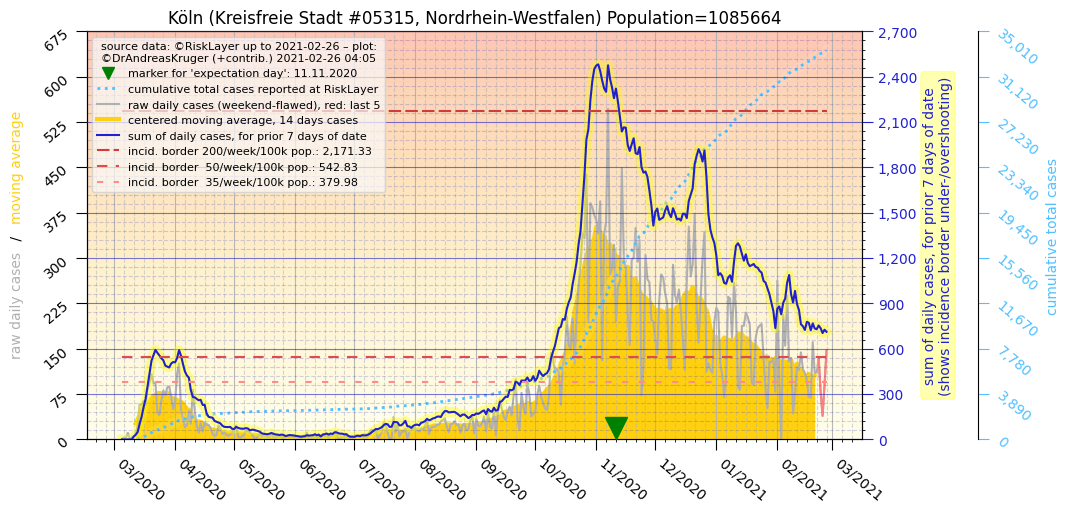 Köln (Kreisfreie Stadt #05315, Nordrhein-Westfalen) Population=1085664
source data: ©RiskLayer up to 2021-02-26 – plot:
©DrAndreasKruger (+contrib.) 2021-02-26 04:05
marker for 'expectation day': 11.11.2020
cumulative total cases reported at RiskLayer
raw daily cases (weekend-flawed), red: last 5
centered moving average, 14 days cases
sum of daily cases, for prior 7 days of date
incid. border 200/week/100k pop.: 2,171.33
incid. border 50/week/100k pop.: 542.83
incid. border 35/week/100k pop.: 379.98
raw daily cases / moving average
675
600
525
450
375
300
225
150
75
0
03/2020
04/2020
05/2020
06/2020
07/2020
08/2020
09/2020
10/2020
11/2020
12/2020
01/2021
02/2021
03/2021
2,700
2,400
2,100
1,800
1,500
1,200
900
600
300
0
sum of daily cases, for prior 7 days of date
(shows incidence border under-/overshooting)
35,010
31,120
27,230
23,340
19,450
15,560
11,670
7,780
3,890
0
cumulative total cases